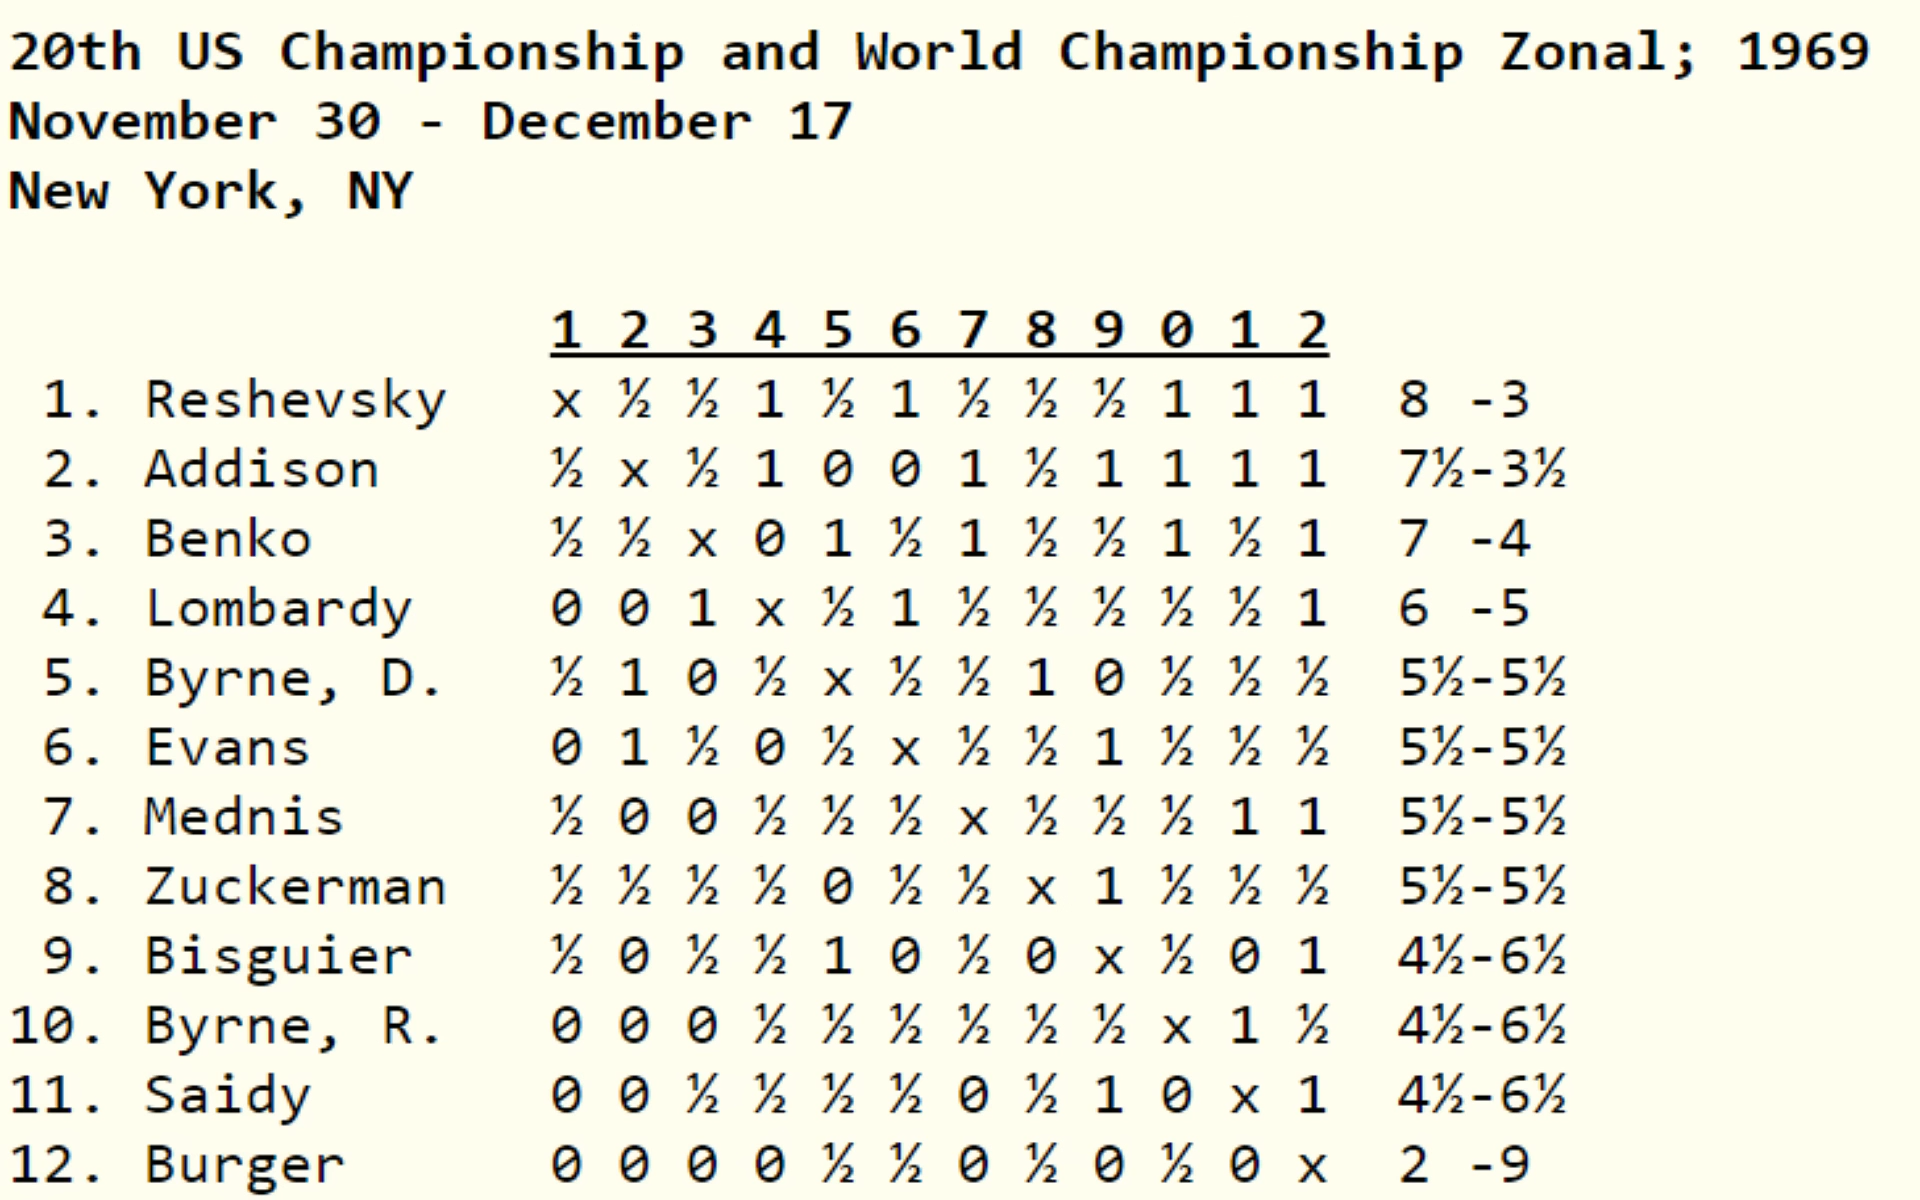 20th US Championship and World Championship Zonal; 1969
November 30 - December 17
New York, NY
1 2 3 4 5 6 7 8 9 0 1 2
1. Reshevsky x ½ ½ 1 ½ 1 ½ ½ ½ 1 1 1 8 -3
2. Addison ½ x ½ 1 0 0 1 ½ 1 1 1 1 7½-3½
3. Benko ½ ½ x 0 1 ½ 1 ½ ½ 1 ½ 1 7 -4
4. Lombardy 0 0 1 x ½ 1 ½ ½ ½ ½ ½ 1 6 -5
5. Byrne, D. ½ 1 0 ½ x ½ ½ 1 0 ½ ½ ½ 5½-5½
6. Evans 0 1 ½ 0 ½ x ½ ½ 1 ½ ½ ½ 5½-5½
7. Mednis ½ 0 0 ½ ½ ½ x ½ ½ ½ 1 1 5½-5½
8. Zuckerman ½ ½ ½ ½ 0 ½ ½ x 1 ½ ½ ½ 5½-5½
9. Bisguier ½ 0 ½ ½ 1 0 ½ 0 x ½ 0 1 4½-6½
10. Byrne, R. 0 0 0 ½ ½ ½ ½ ½ ½ x 1 ½ 4½-6½
11. Saidy 0 0 ½ ½ ½ ½ 0 ½ 1 0 x 1 4½-6½
12. Burger 0 0 0 0 ½ ½ 0 ½ 0 ½ 0 x 2 -9